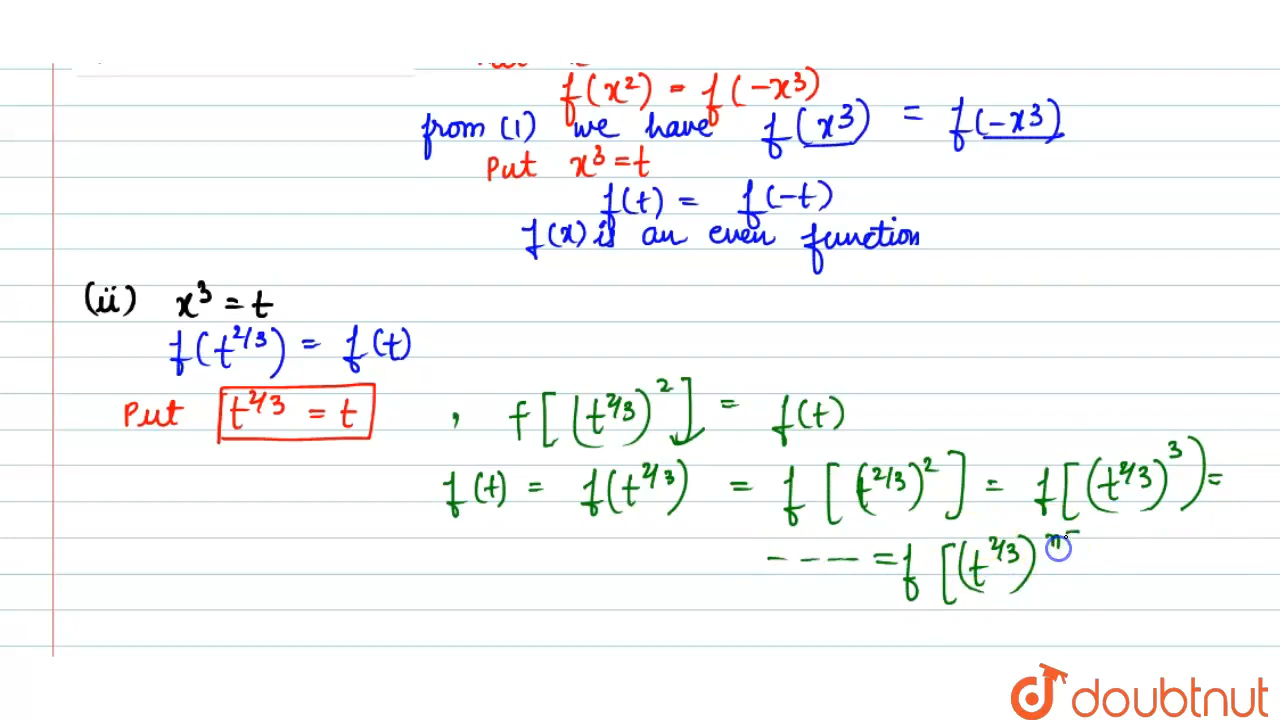 f(x²) = f(-x³)
from (1) we have f(x³) = f(-x³)
Put x³ = t
f(t) = f(-t)
f(x) is an even function
(ii) x³ = t
f(t^2/3) = f(t)
Put t^2/3 = t , f[(t^2/3)^2] = f(t)
f(t) = f(t^2/3) = f[(t^2/3)^2] = f[(t^2/3)^3) =
- - - - = f[(t^2/3)^n
doubtnut